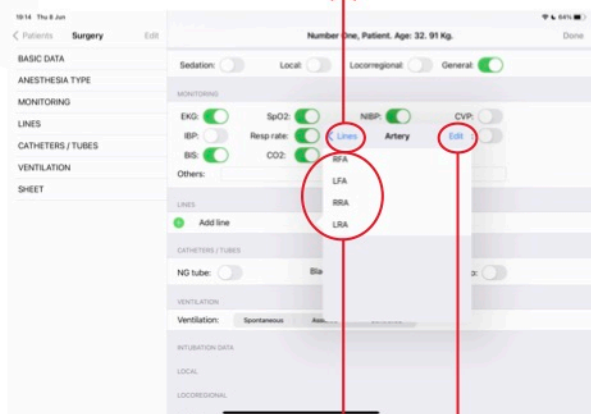 19:14 Thu 8 Jun
64%
Patients Surgery Edit
Number One, Patient. Age: 32. 91 Kg.
Done
BASIC DATA
ANESTHESIA TYPE
MONITORING
LINES
CATHETERS / TUBES
VENTILATION
SHEET
Sedation: Local: Locorregional: General:
MONITORING
EKG: SpO2: NIBP: CVP:
IBP: Resp rate:
BIS: CO2:
Others:
Lines Artery Edit
RFA
LFA
RRA
LRA
LINES
Add line
CATHETERS / TUBES
NG tube: Bla
VENTILATION
Ventilation: Spontaneous
INTUBATION DATA
LOCAL
LOCOREGIONAL